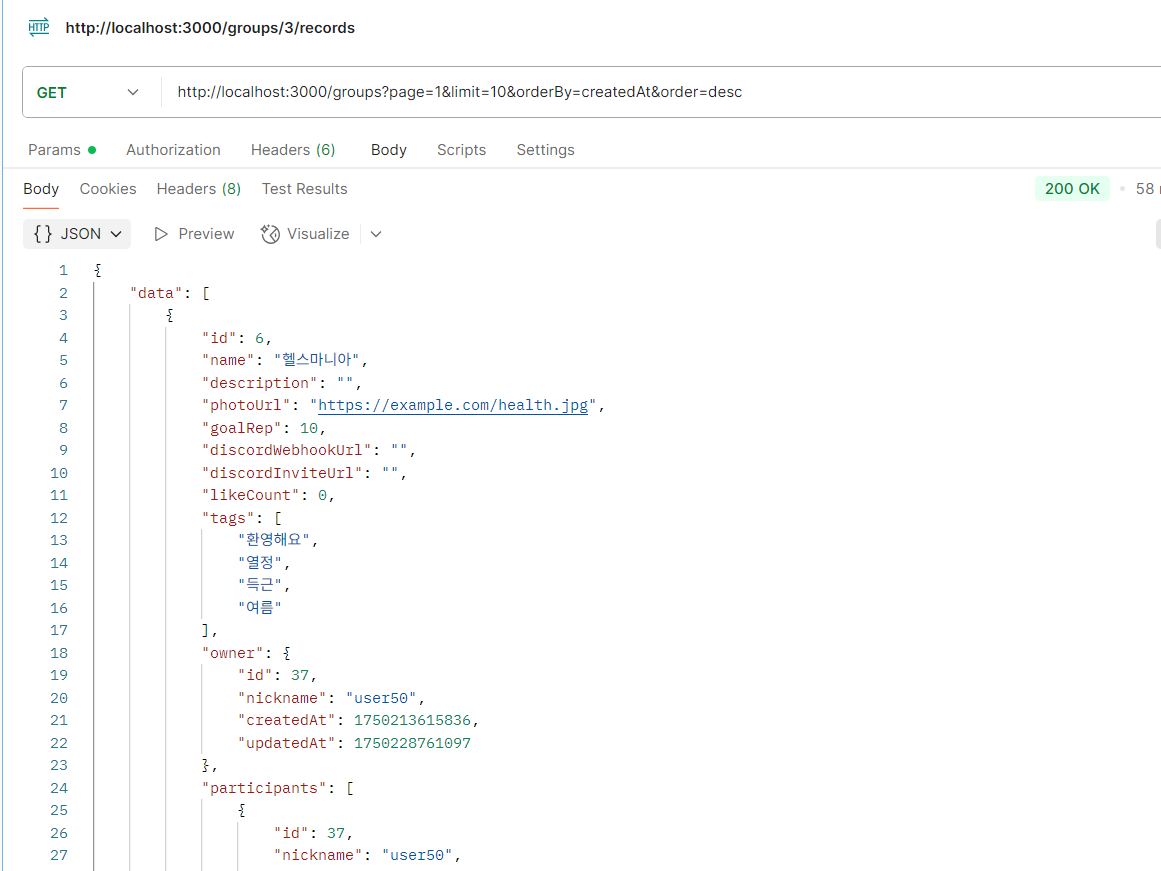 HTTP http://localhost:3000/groups/3/records
GET http://localhost:3000/groups?page=1&limit=10&orderBy=createdAt&order=desc
Params Authorization Headers (6) Body Scripts Settings
Body Cookies Headers (8) Test Results 200 OK 58
{} JSON Preview Visualize
1 {
2 "data": [
3 {
4 "id": 6,
5 "name": "헬스마니아",
6 "description": "",
7 "photoUrl": "https://example.com/health.jpg",
8 "goalRep": 10,
9 "discordWebhookUrl": "",
10 "discordInviteUrl": "",
11 "likeCount": 0,
12 "tags": [
13 "환영해요",
14 "열정",
15 "득근",
16 "여름"
17 ],
18 "owner": {
19 "id": 37,
20 "nickname": "user50",
21 "createdAt": 1750213615836,
22 "updatedAt": 1750228761097
23 },
24 "participants": [
25 {
26 "id": 37,
27 "nickname": "user50",